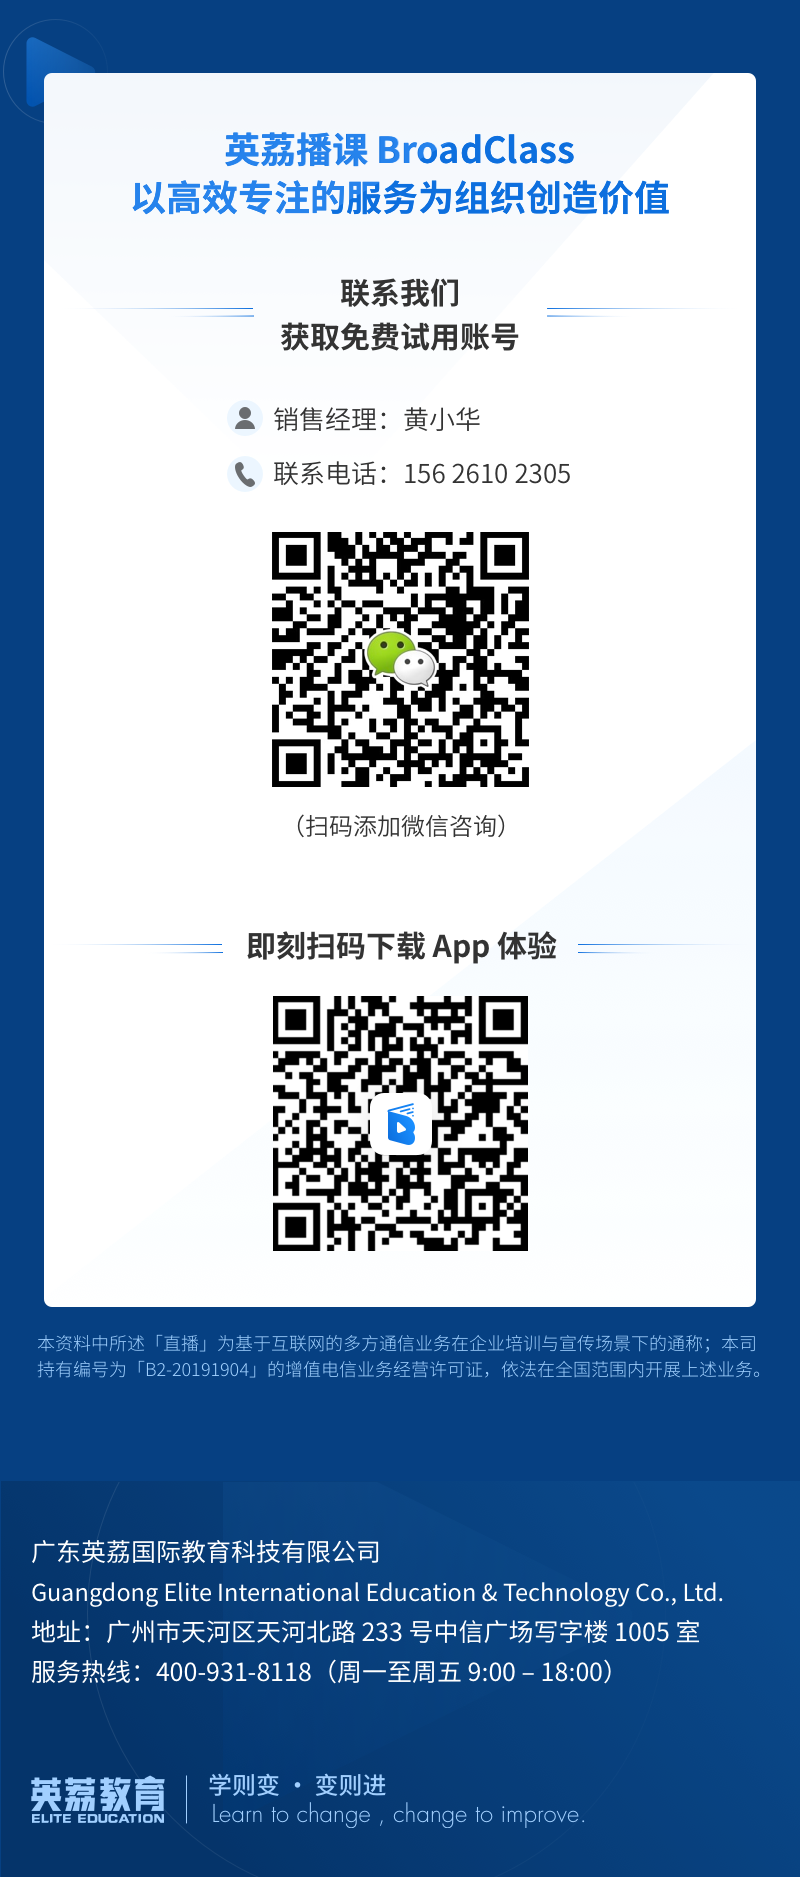 英荔播课 BroadClass
以高效专注的服务为组织创造价值
联系我们
获取免费试用账号
销售经理：黄小华
联系电话：156 2610 2305
（扫码添加微信咨询）
即刻扫码下载 App 体验
本资料中所述「直播」为基于互联网的多方通信业务在企业培训与宣传场景下的通称；本司
持有编号为「B2-20191904」的增值电信业务经营许可证，依法在全国范围内开展上述业务。
广东英荔国际教育科技有限公司
Guangdong Elite International Education & Technology Co., Ltd.
地址：广州市天河区天河北路 233 号中信广场写字楼 1005 室
服务热线：400-931-8118（周一至周五 9:00 – 18:00）
英荔教育
ELITE EDUCATION
学则变 · 变则进
Learn to change , change to improve.